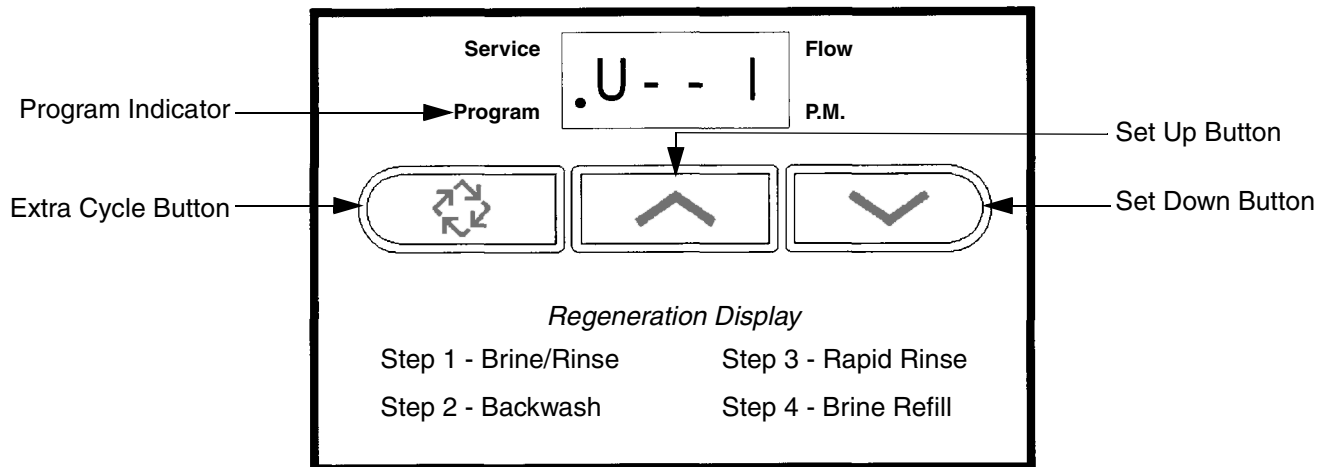 Service Flow
.U- - 1
Program Indicator Program P.M.
Set Up Button
Extra Cycle Button Set Down Button
Regeneration Display
Step 1 - Brine/Rinse Step 3 - Rapid Rinse
Step 2 - Backwash Step 4 - Brine Refill